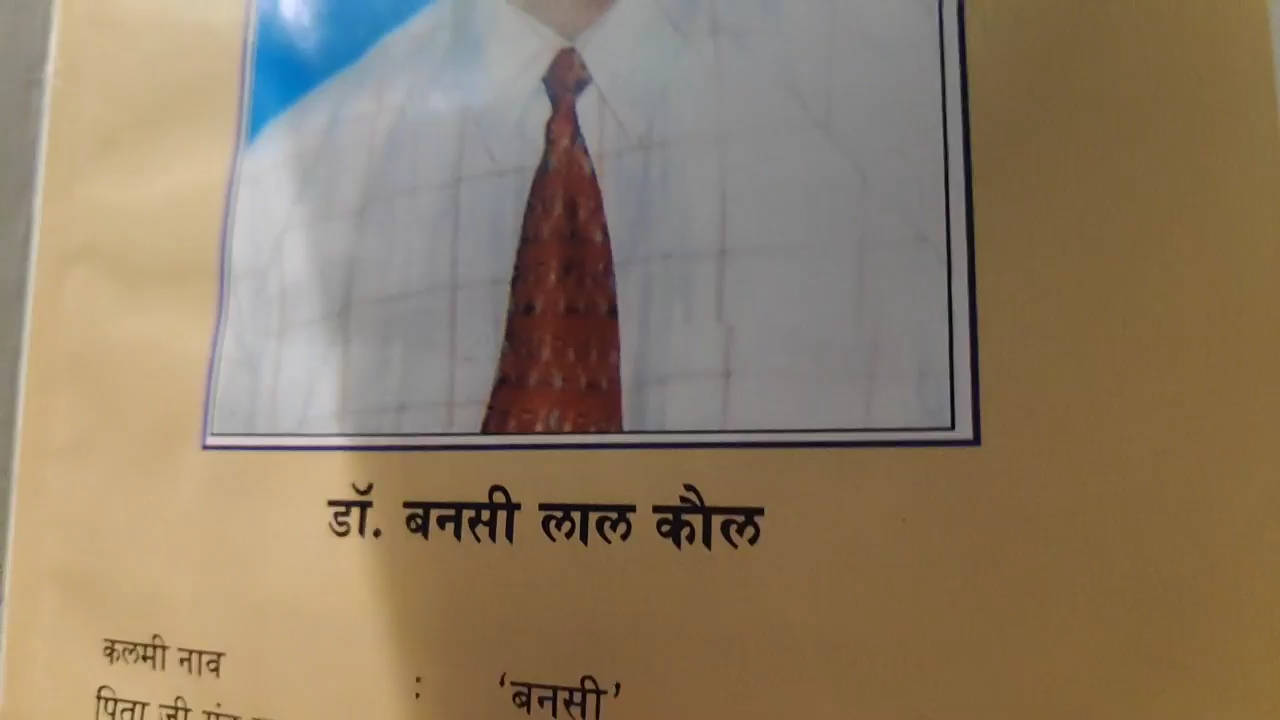 डॉ. बनसी लाल कौल
कलमी नाव : 'बनसी'
पिता जी